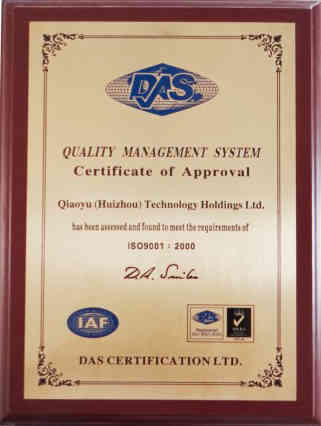 DAS
QUALITY MANAGEMENT SYSTEM
Certificate of Approval
Qiaoyu (Huizhou) Technology Holdings Ltd.
has been assessed and found to meet the requirements of
ISO9001 : 2000
IAF
DAS CERTIFICATION LTD.